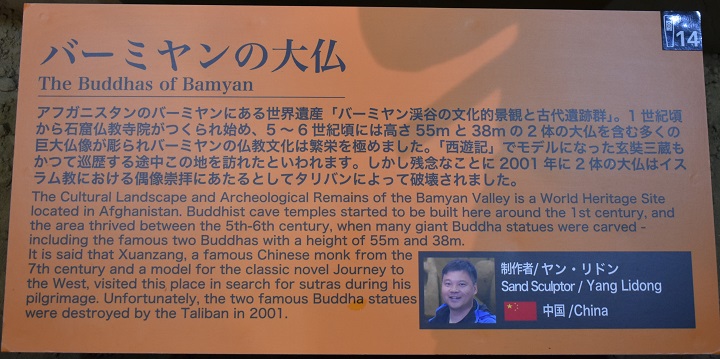 バーミヤンの大仏
The Buddhas of Bamyan
14
アフガニスタンのバーミヤンにある世界遺産「バーミヤン渓谷の文化的景観と古代遺跡群」。1世紀頃
から石窟仏教寺院がつくられ始め、5～6世紀頃には高さ55mと38mの2体の大仏を含む多くの
巨大仏像が彫られバーミヤンの仏教文化は繁栄を極めました。「西遊記」でモデルになった玄奘三蔵も
かつて巡歴する途中この地を訪れたといわれます。しかし残念なことに2001年に2体の大仏はイス
ラム教における偶像崇拝にあたるとしてタリバンによって破壊されました。
The Cultural Landscape and Archeological Remains of the Bamyan Valley is a World Heritage Site
located in Afghanistan. Buddhist cave temples started to be built here around the 1st century, and
the area thrived between the 5th-6th century, when many giant Buddha statues were carved -
including the famous two Buddhas with a height of 55m and 38m.
It is said that Xuanzang, a famous Chinese monk from the
7th century and a model for the classic novel Journey to
the West, visited this place in search for sutras during his
pilgrimage. Unfortunately, the two famous Buddha statues
were destroyed by the Taliban in 2001.
制作者/ヤン・リドン
Sand Sculptor / Yang Lidong
中国/China